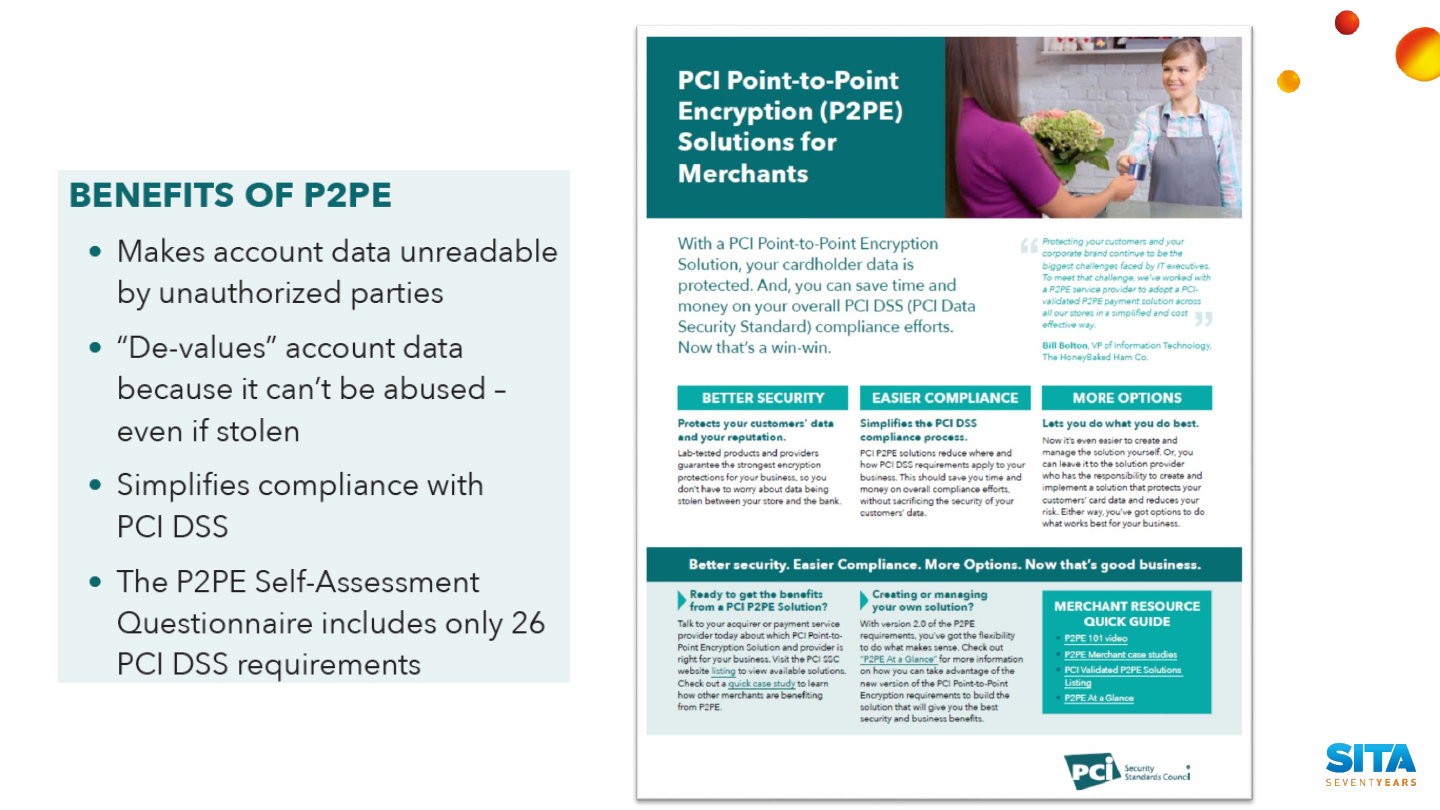 BENEFITS OF P2PE
• Makes account data unreadable
by unauthorized parties
• “De-values” account data
because it can’t be abused –
even if stolen
• Simplifies compliance with
PCI DSS
• The P2PE Self-Assessment
Questionnaire includes only 26
PCI DSS requirements
PCI Point-to-Point
Encryption (P2PE)
Solutions for
Merchants
With a PCI Point-to-Point Encryption
Solution, your cardholder data is
protected. And, you can save time and
money on your overall PCI DSS (PCI Data
Security Standard) compliance efforts.
Now that’s a win-win.
“ Protecting your customers and your
corporate brand continue to be the
biggest challenges faced by IT executives.
To meet that challenge, we’ve worked with
a P2PE service provider to adopt a PCI-
validated P2PE payment solution across
all our stores in a simplified and cost
effective way. ”
Bill Bolton, VP of Information Technology,
The HoneyBaked Ham Co.
BETTER SECURITY
Protects your customers’ data
and your reputation.
Lab-tested products and providers
guarantee the strongest encryption
protections for your business, so you
don’t have to worry about data being
stolen between your store and the bank.
EASIER COMPLIANCE
Simplifies the PCI DSS
compliance process.
PCI P2PE solutions reduce where and
how PCI DSS requirements apply to your
business. This should save you time and
money on overall compliance efforts,
without sacrificing the security of your
customers’ data.
MORE OPTIONS
Lets you do what you do best.
Now it’s even easier to create and
manage the solution yourself. Or, you
can leave it to the solution provider
who has the responsibility to create and
implement a solution that protects your
customers’ card data and reduces your
risk. Either way, you’ve got options to do
what works best for your business.
Better security. Easier Compliance. More Options. Now that’s good business.
Ready to get the benefits
from a PCI P2PE Solution?
Talk to your acquirer or payment service
provider today about which PCI Point-to-
Point Encryption Solution and provider is
right for your business. Visit the PCI SSC
website listing to view available solutions.
Check out a quick case study to learn
how other merchants are benefiting
from P2PE.
Creating or managing
your own solution?
With version 2.0 of the P2PE
requirements, you’ve got the flexibility
to do what makes sense. Check out
“P2PE At a Glance” for more information
on how you can take advantage of the
new version of the PCI Point-to-Point
Encryption requirements to build the
solution that will give you the best
security and business benefits.
MERCHANT RESOURCE
QUICK GUIDE
• P2PE 101 video
• P2PE Merchant case studies
• PCI Validated P2PE Solutions
Listing
• P2PE At a Glance
PCI Security
Standards Council
SITA
SEVENTYEARS